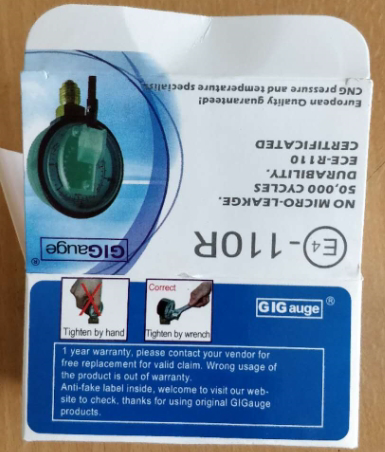 European Quality guaranteed!
CNG pressure and temperature specialis
NO MICRO-LEAKGE.
50,000 CYCLES
DURABILITY.
ECE-R110
CERTIFICATED
E4-110R
GIGauge®
Correct
Tighten by hand
Tighten by wrench
GIGauge®
1 year warranty, please contact your vendor for
free replacement for valid claim. Wrong usage of
the product is out of warranty.
Anti-fake label inside, welcome to visit our web-
site to check, thanks for using original GIGauge
products.